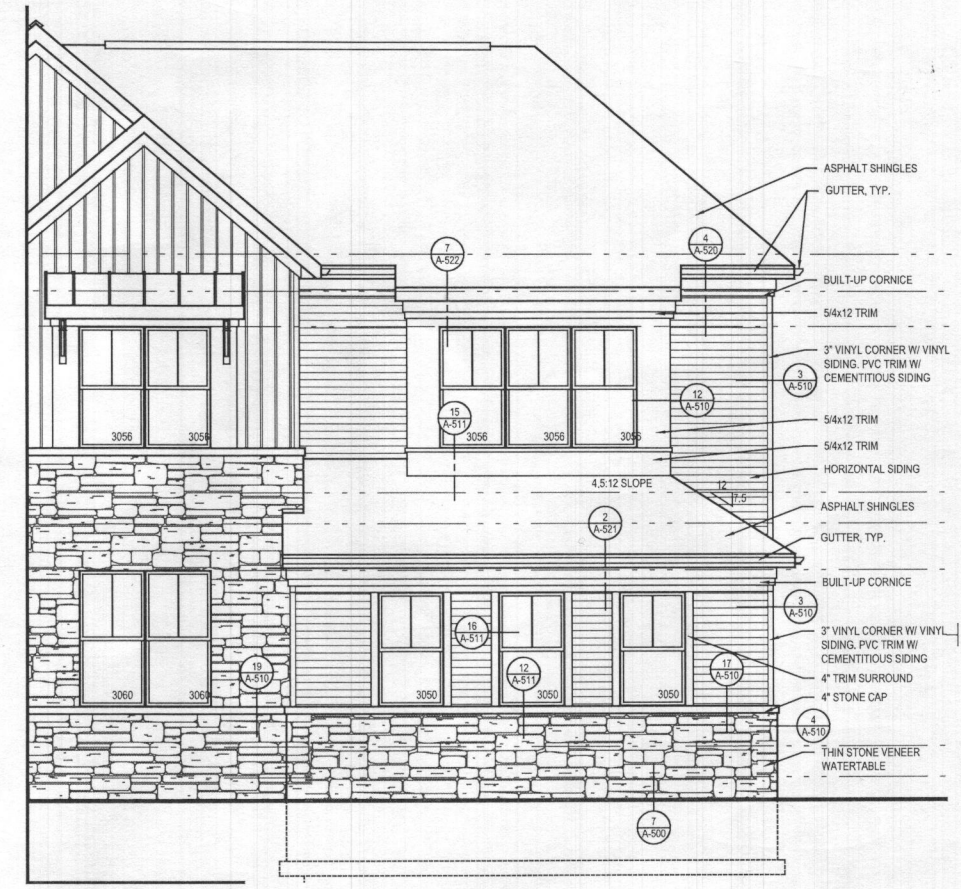 ASPHALT SHINGLES
GUTTER, TYP.
7
A-522
4
A-520
BUILT-UP CORNICE
5/4x12 TRIM
3" VINYL CORNER W/ VINYL
SIDING. PVC TRIM W/
CEMENTITIOUS SIDING
3
A-510
12
A-510
15
A-511
5/4x12 TRIM
3056
3056
3056
3056
3056
5/4x12 TRIM
HORIZONTAL SIDING
4.5:12 SLOPE
12
7.5
ASPHALT SHINGLES
2
A-521
GUTTER, TYP.
BUILT-UP CORNICE
3
A-510
16
A-511
3" VINYL CORNER W/ VINYL
SIDING. PVC TRIM W/
CEMENTITIOUS SIDING
19
A-510
12
A-511
17
A-510
4" TRIM SURROUND
3060
3060
3050
3050
3050
4" STONE CAP
4
A-510
THIN STONE VENEER
WATERTABLE
7
A-500